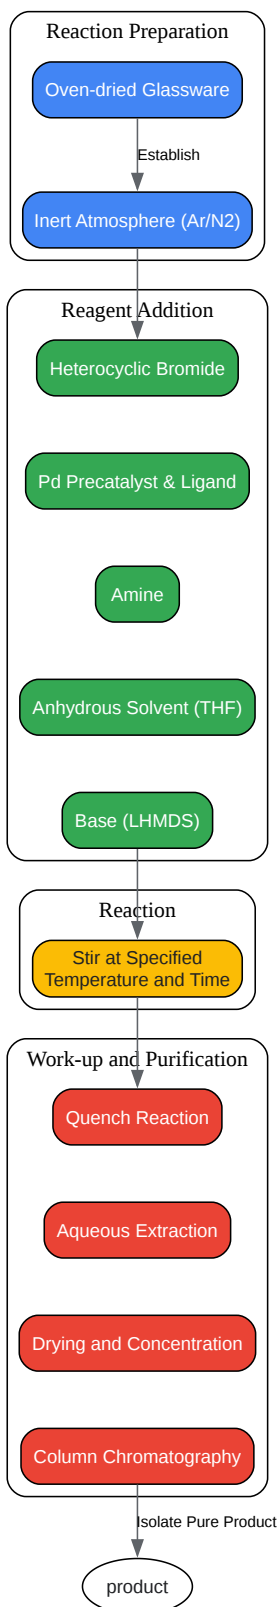 Reaction Preparation
Oven-dried Glassware
Establish
Inert Atmosphere (Ar/N2)
Reagent Addition
Heterocyclic Bromide
Pd Precatalyst & Ligand
Amine
Anhydrous Solvent (THF)
Base (LHMDS)
Reaction
Stir at Specified
Temperature and Time
Work-up and Purification
Quench Reaction
Aqueous Extraction
Drying and Concentration
Column Chromatography
Isolate Pure Product
product